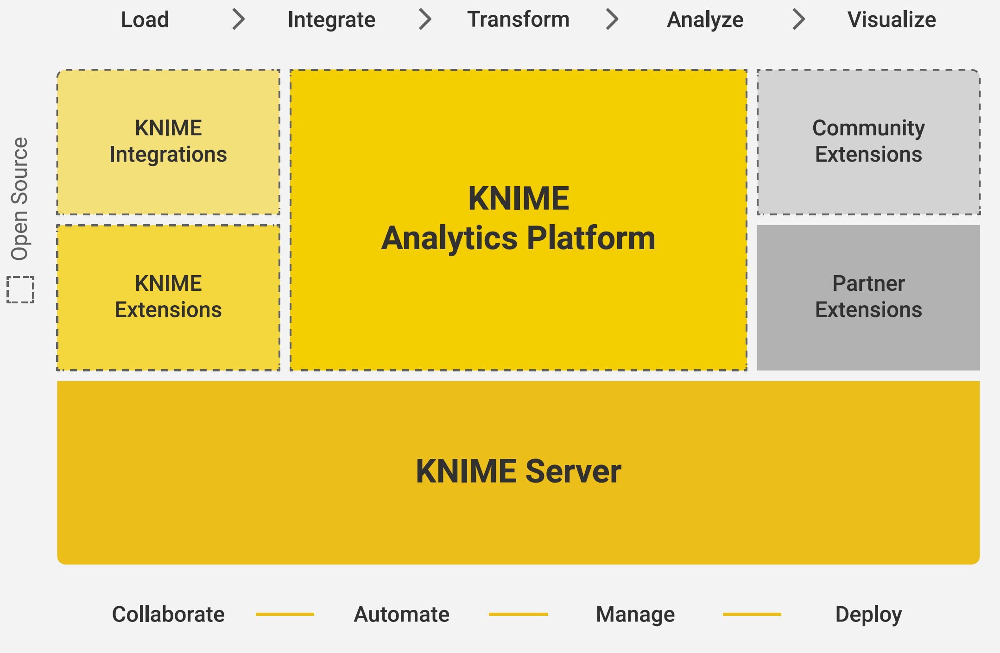 Load
Integrate
Transform
Analyze
Visualize
Open Source
KNIME
Integrations
KNIME
Extensions
KNIME
Analytics Platform
Community
Extensions
Partner
Extensions
KNIME Server
Collaborate
Automate
Manage
Deploy